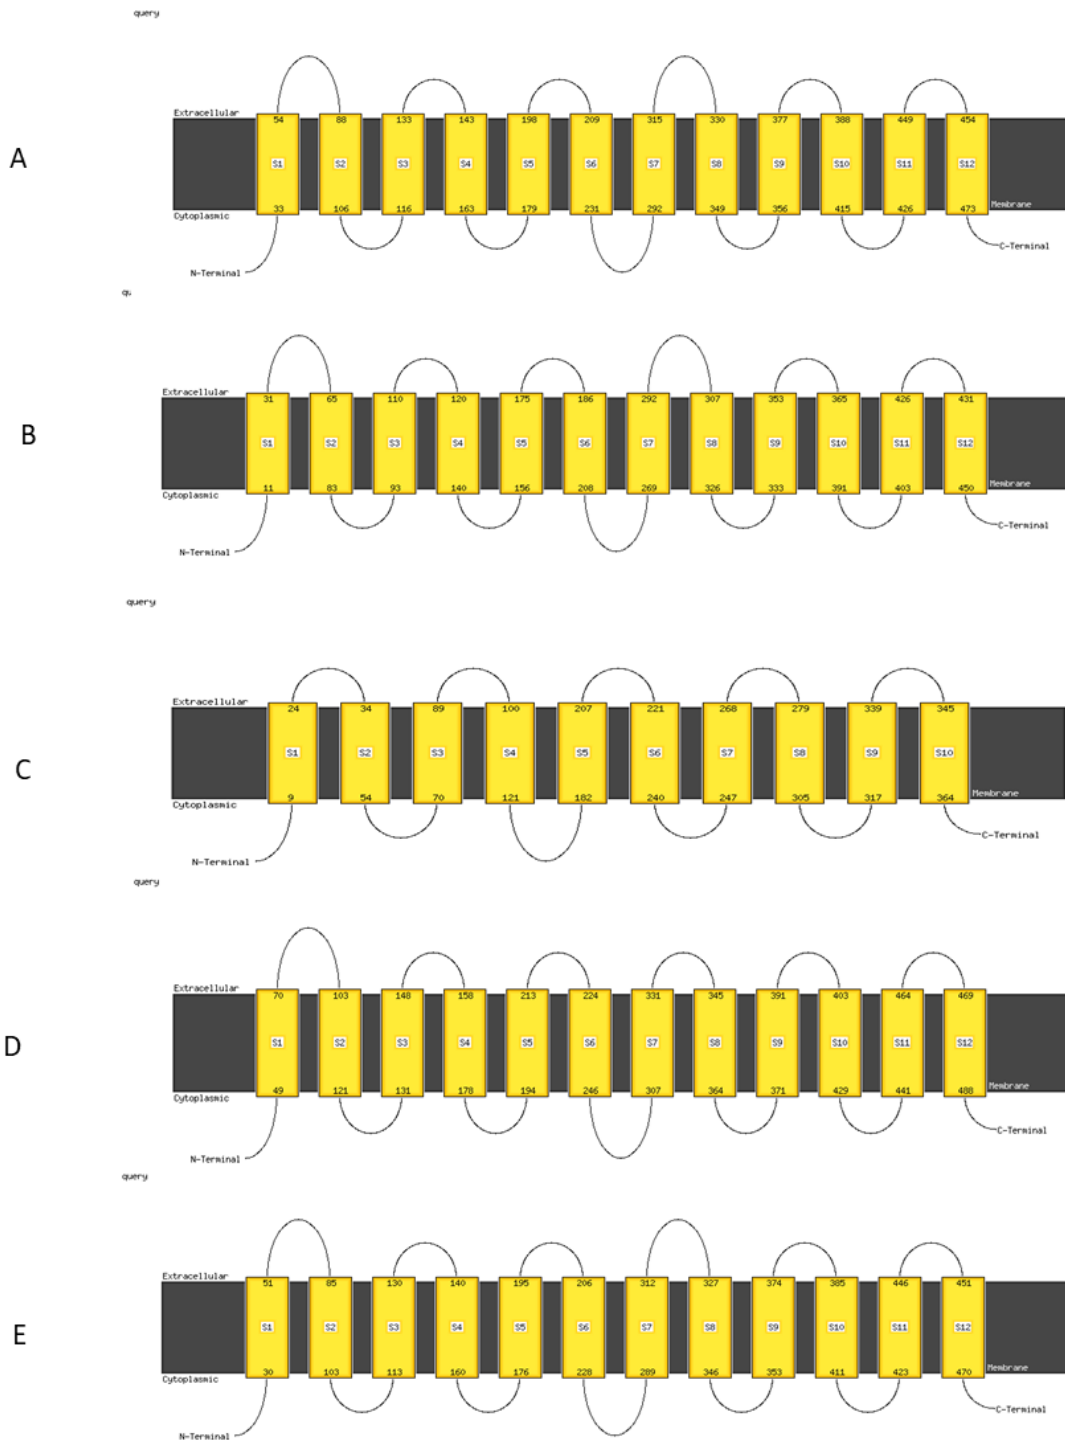 query
A
Extracellular
54 88 133 143 198 209 315 330 377 388 449 454
S1 S2 S3 S4 S5 S6 S7 S8 S9 S10 S11 S12
33 106 116 163 179 231 292 349 356 415 426 473
Membrane
Cytoplasmic
C-Terminal
N-Terminal
B
Extracellular
31 65 110 120 175 186 292 307 353 365 426 431
S1 S2 S3 S4 S5 S6 S7 S8 S9 S10 S11 S12
11 83 93 140 156 208 269 326 333 391 403 450
Membrane
Cytoplasmic
C-Terminal
N-Terminal
query
C
Extracellular
24 34 89 100 207 221 268 279 339 345
S1 S2 S3 S4 S5 S6 S7 S8 S9 S10
9 54 70 121 182 240 247 305 317 364
Membrane
Cytoplasmic
C-Terminal
N-Terminal
query
D
Extracellular
70 103 148 158 213 224 331 345 391 403 464 469
S1 S2 S3 S4 S5 S6 S7 S8 S9 S10 S11 S12
49 121 131 178 194 246 307 364 371 429 441 488
Membrane
Cytoplasmic
C-Terminal
N-Terminal
query
E
Extracellular
51 85 130 140 195 206 312 327 374 385 446 451
S1 S2 S3 S4 S5 S6 S7 S8 S9 S10 S11 S12
30 103 113 160 176 228 289 346 353 411 423 470
Membrane
Cytoplasmic
C-Terminal
N-Terminal